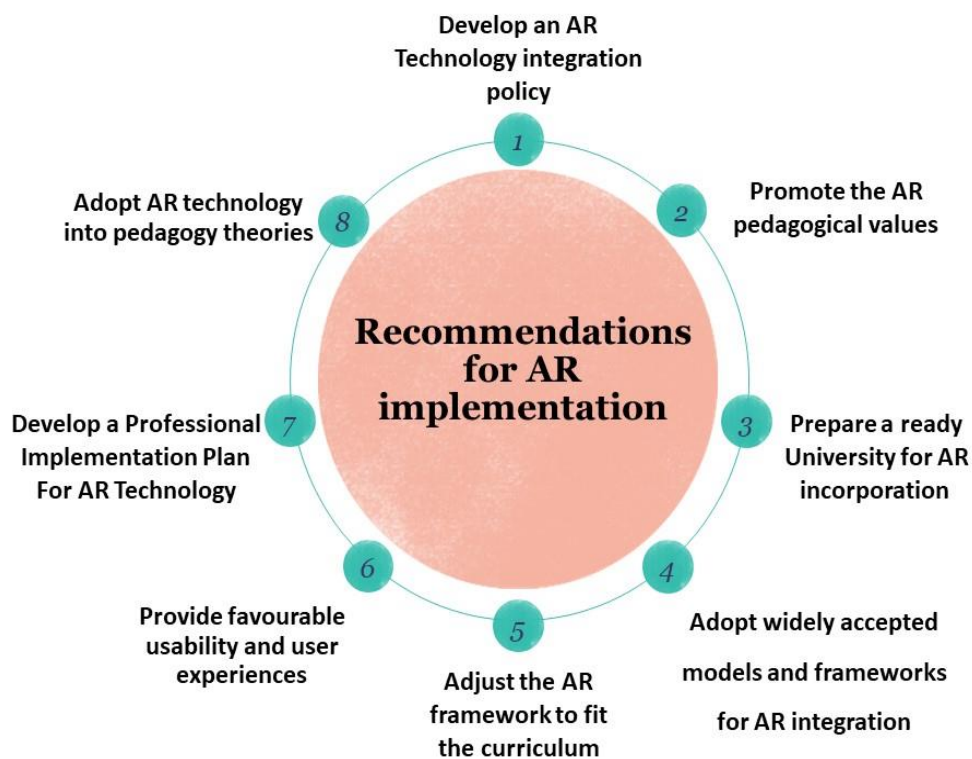 Recommendations
for AR
implementation
1
Develop an AR
Technology integration
policy
2
Promote the AR
pedagogical values
3
Prepare a ready
University for AR
incorporation
4
Adopt widely accepted
models and frameworks
for AR integration
5
Adjust the AR
framework to fit
the curriculum
6
Provide favourable
usability and user
experiences
7
Develop a Professional
Implementation Plan
For AR Technology
8
Adopt AR technology
into pedagogy theories